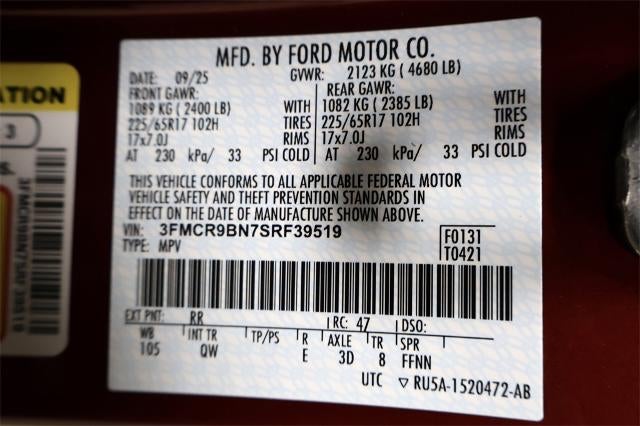 MFD. BY FORD MOTOR CO.
DATE: 09/25 GVWR: 2123 KG ( 4680 LB)
FRONT GAWR: REAR GAWR:
1089 KG ( 2400 LB) WITH 1082 KG ( 2385 LB) WITH
225/65R17 102H TIRES 225/65R17 102H TIRES
17x7.0J RIMS 17x7.0J RIMS
AT 230 kPa/ 33 PSI COLD AT 230 kPa/ 33 PSI COLD
THIS VEHICLE CONFORMS TO ALL APPLICABLE FEDERAL MOTOR
VEHICLE SAFETY AND THEFT PREVENTION STANDARDS IN
EFFECT ON THE DATE OF MANUFACTURE SHOWN ABOVE.
VIN: 3FMCR9BN7SRF39519 F0131
TYPE: MPV T0421
EXT PNT: RR RC: 47 DSO:
WB INT TR TP/PS R AXLE TR SPR
105 QW E 3D 8 FFNN
UTC ▽ RU5A-1520472-AB
ATION
3
S.
3FMCR9BN7SRF39519